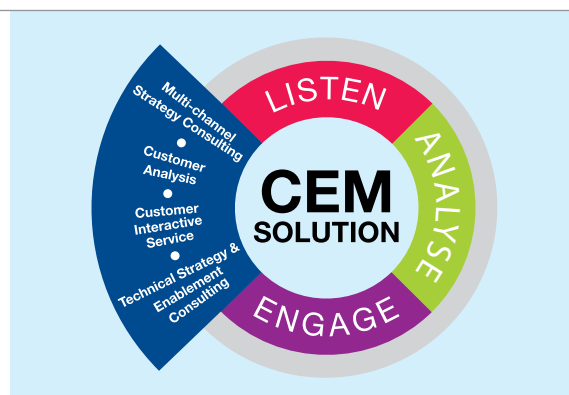 LISTEN
ANALYSE
ENGAGE
CEM
SOLUTION
Multi-channel
Strategy Consulting
Customer
Analysis
Customer
Interactive
Service
Technical Strategy &
Enablement
Consulting